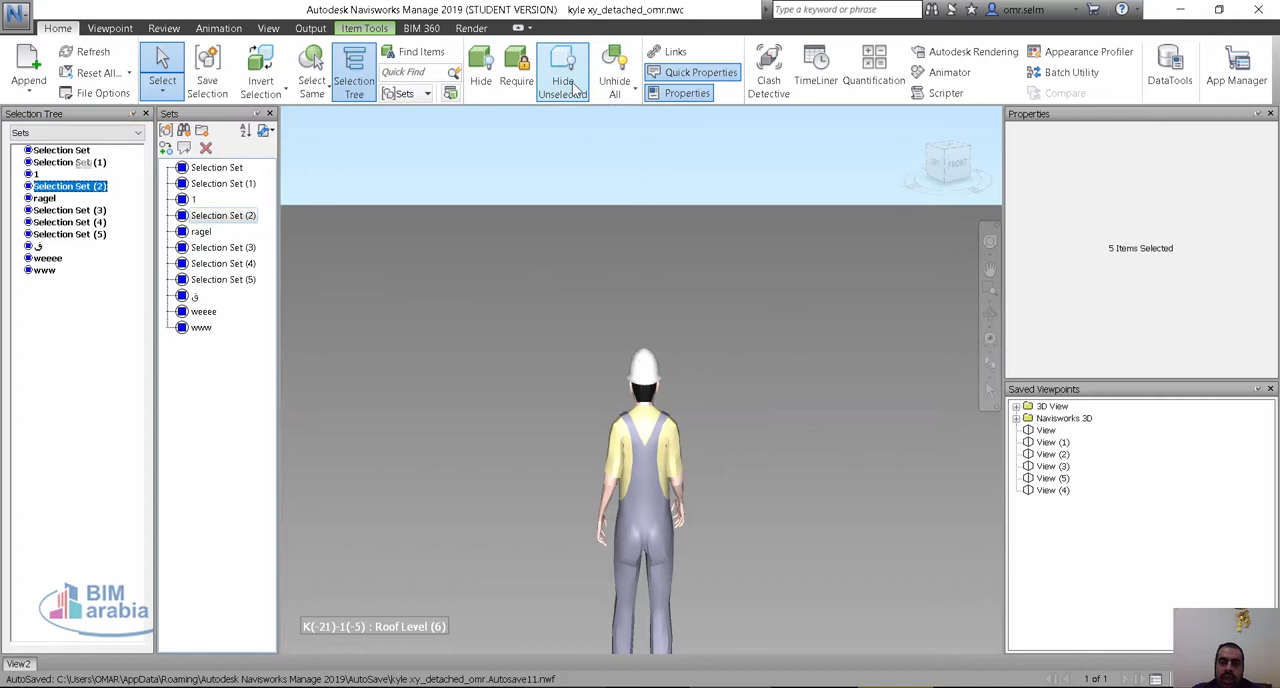 Autodesk Navisworks Manage 2019 (STUDENT VERSION) kyle xy_detached_omr.nwc
Type a keyword or phrase
omr.selm
Home Viewpoint Review Animation View Output Item Tools BIM 360 Render
Append
Refresh
Reset All...
File Options
Select
Save Selection
Invert Selection
Select Same
Selection Tree
Find Items
Quick Find
Sets
Hide
Require
Hide Unselected
Unhide All
Links
Quick Properties
Properties
Clash Detective
TimeLiner
Quantification
Autodesk Rendering
Animator
Scripter
Appearance Profiler
Batch Utility
Compare
DataTools
App Manager
Selection Tree
Sets
Selection Set
Selection Set (1)
1
Selection Set (2)
ragel
Selection Set (3)
Selection Set (4)
Selection Set (5)
ق
weeee
www
BIM
arabia
Sets
Selection Set
Selection Set (1)
1
Selection Set (2)
ragel
Selection Set (3)
Selection Set (4)
Selection Set (5)
ق
weeee
www
LEFT FRONT
K(-21)-1(-5) : Roof Level (6)
Properties
5 Items Selected
Saved Viewpoints
3D View
Navisworks 3D
View
View (1)
View (2)
View (3)
View (5)
View (4)
View2
AutoSaved: C:\Users\OMAR\AppData\Roaming\Autodesk Navisworks Manage 2019\AutoSave\kyle xy_detached_omr.Autosave11.nwf
1 of 1